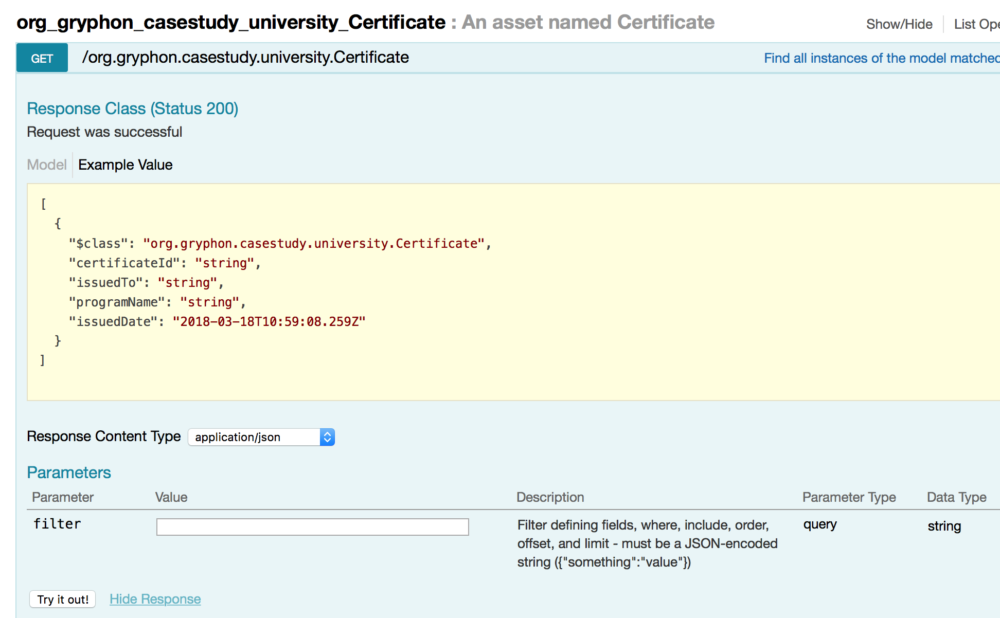 org_gryphon_casestudy_university_Certificate : An asset named Certificate
Show/Hide
List Ope
GET /org.gryphon.casestudy.university.Certificate
Find all instances of the model matched
Response Class (Status 200)
Request was successful
Model
Example Value
[
{
"$class": "org.gryphon.casestudy.university.Certificate",
"certificateId": "string",
"issuedTo": "string",
"programName": "string",
"issuedDate": "2018-03-18T10:59:08.259Z"
}
]
Response Content Type application/json
Parameters
Parameter Value Description Parameter Type Data Type
filter
Filter defining fields, where, include, order,
offset, and limit - must be a JSON-encoded
string ({"something":"value"})
query
string
Try it out!
Hide Response